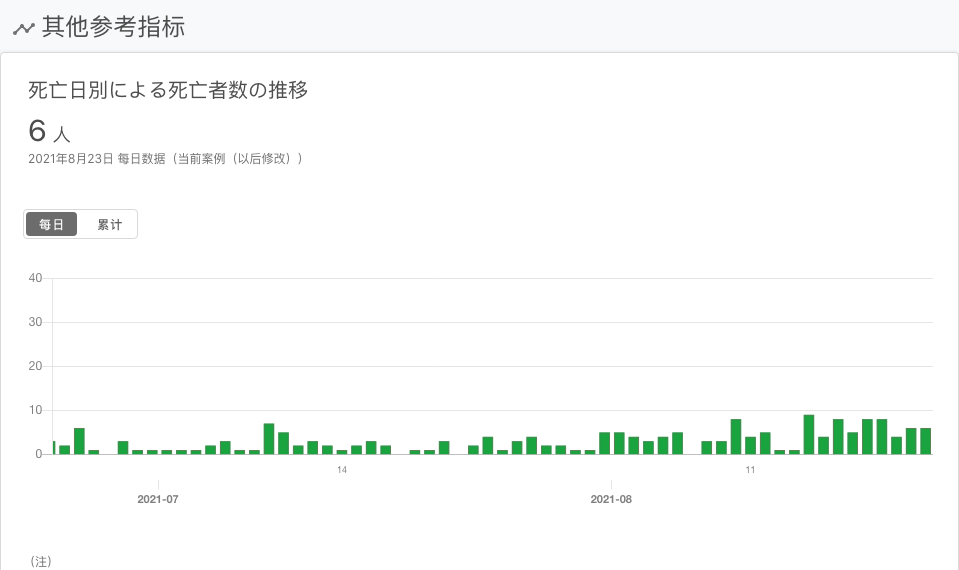 其他参考指标
死亡日別による死亡者数の推移
6 人
2021年8月23日 每日数据（当前案例（以后修改））
每日 累计
40
30
20
10
0
14 11
2021-07 2021-08
（注）